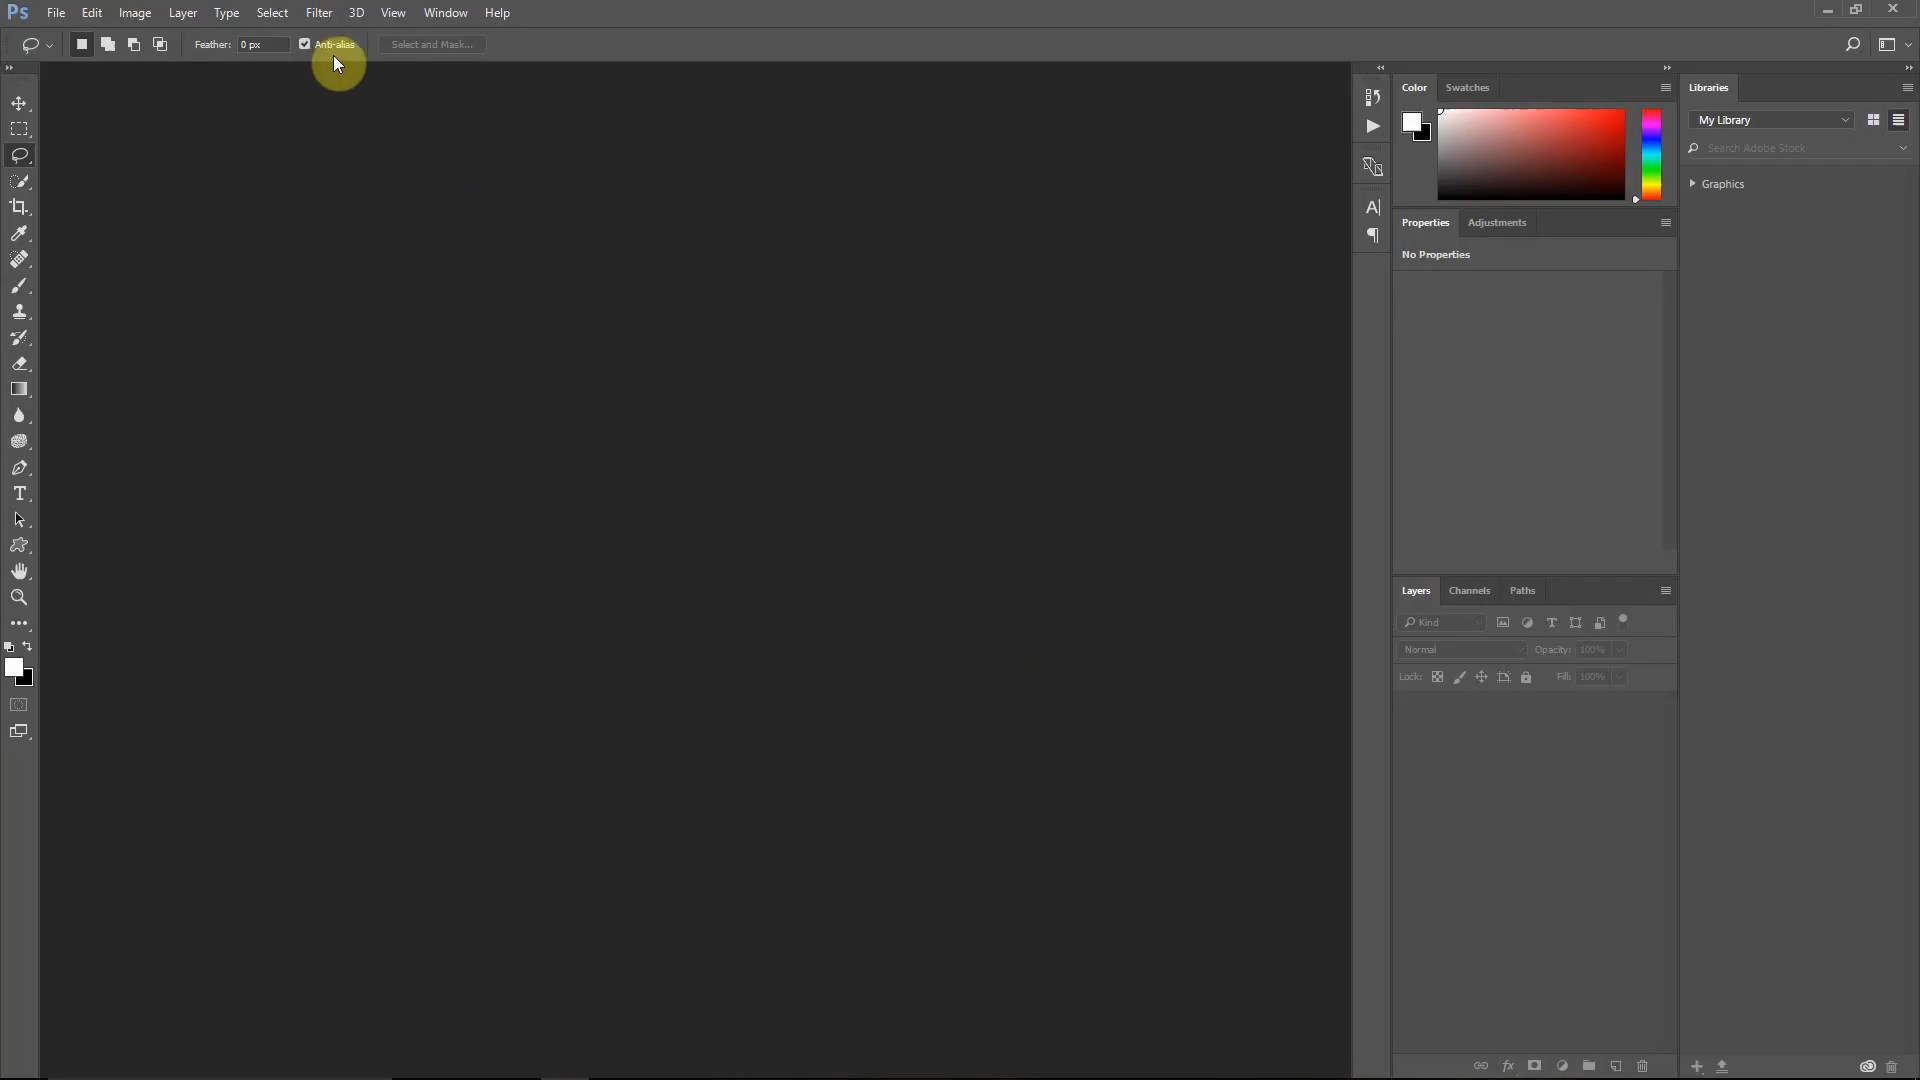 Ps File Edit Image Layer Type Select Filter 3D View Window Help
Feather: 0 px Anti-alias Select and Mask...
Color Swatches
Libraries
My Library
Search Adobe Stock
Graphics
Properties Adjustments
No Properties
Layers Channels Paths
Kind
Normal Opacity: 100%
Lock: Fill: 100%